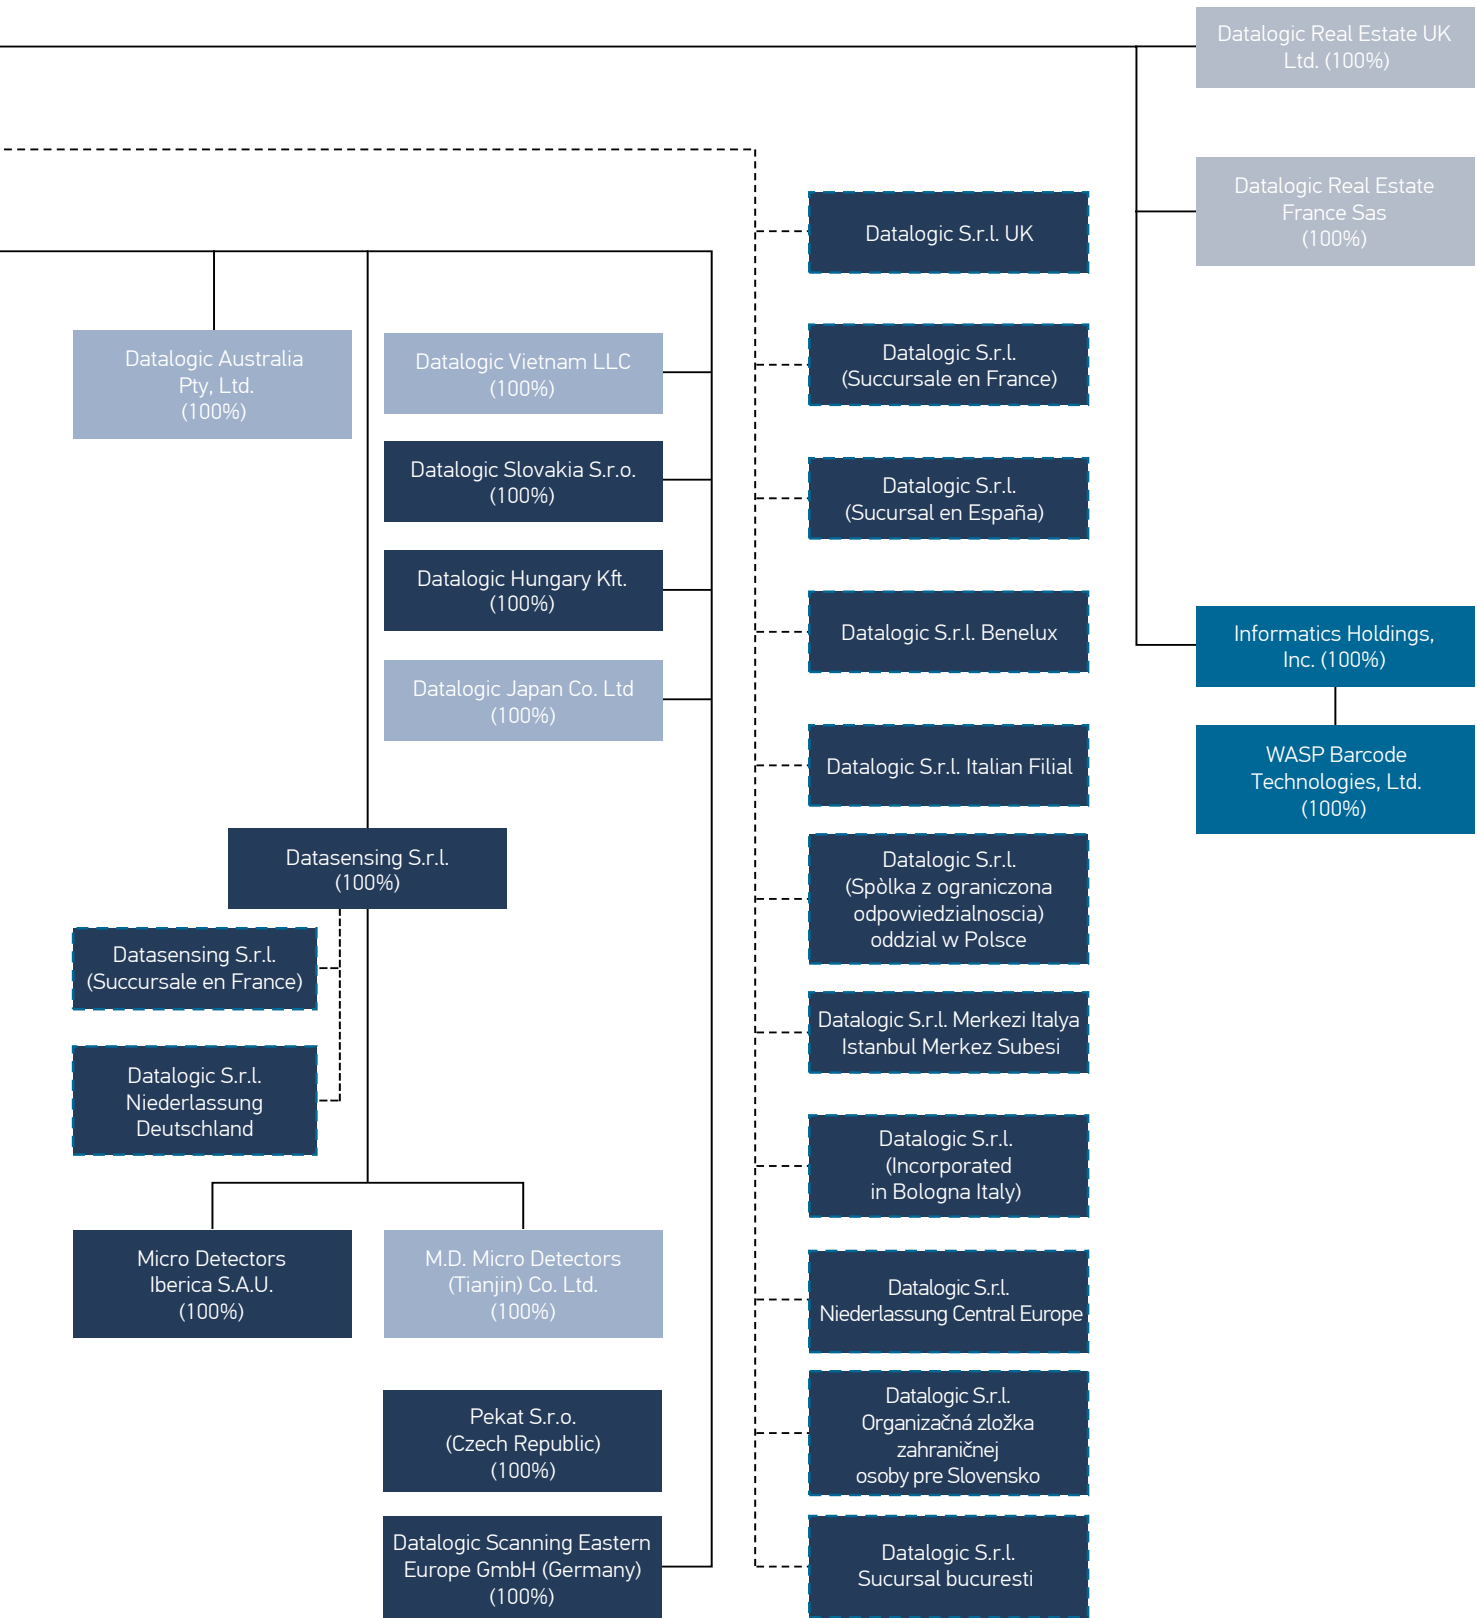 Datalogic Real Estate UK
Ltd. (100%)
Datalogic Real Estate
France Sas
(100%)
Datalogic S.r.l. UK
Datalogic Australia
Pty, Ltd.
(100%)
Datalogic Vietnam LLC
(100%)
Datalogic S.r.l.
(Succursale en France)
Datalogic Slovakia S.r.o.
(100%)
Datalogic S.r.l.
(Sucursal en España)
Datalogic Hungary Kft.
(100%)
Datalogic S.r.l. Benelux
Informatics Holdings,
Inc. (100%)
Datalogic Japan Co. Ltd
(100%)
Datalogic S.r.l. Italian Filial
WASP Barcode
Technologies, Ltd.
(100%)
Datasensing S.r.l.
(100%)
Datalogic S.r.l.
(Spòlka z ograniczona
odpowiedzialnoscia)
oddzial w Polsce
Datasensing S.r.l.
(Succursale en France)
Datalogic S.r.l. Merkezi Italya
Istanbul Merkez Subesi
Datalogic S.r.l.
Niederlassung
Deutschland
Datalogic S.r.l.
(Incorporated
in Bologna Italy)
Micro Detectors
Iberica S.A.U.
(100%)
M.D. Micro Detectors
(Tianjin) Co. Ltd.
(100%)
Datalogic S.r.l.
Niederlassung Central Europe
Pekat S.r.o.
(Czech Republic)
(100%)
Datalogic S.r.l.
Organizačná zložka
zahraničnej
osoby pre Slovensko
Datalogic Scanning Eastern
Europe GmbH (Germany)
(100%)
Datalogic S.r.l.
Sucursal bucuresti